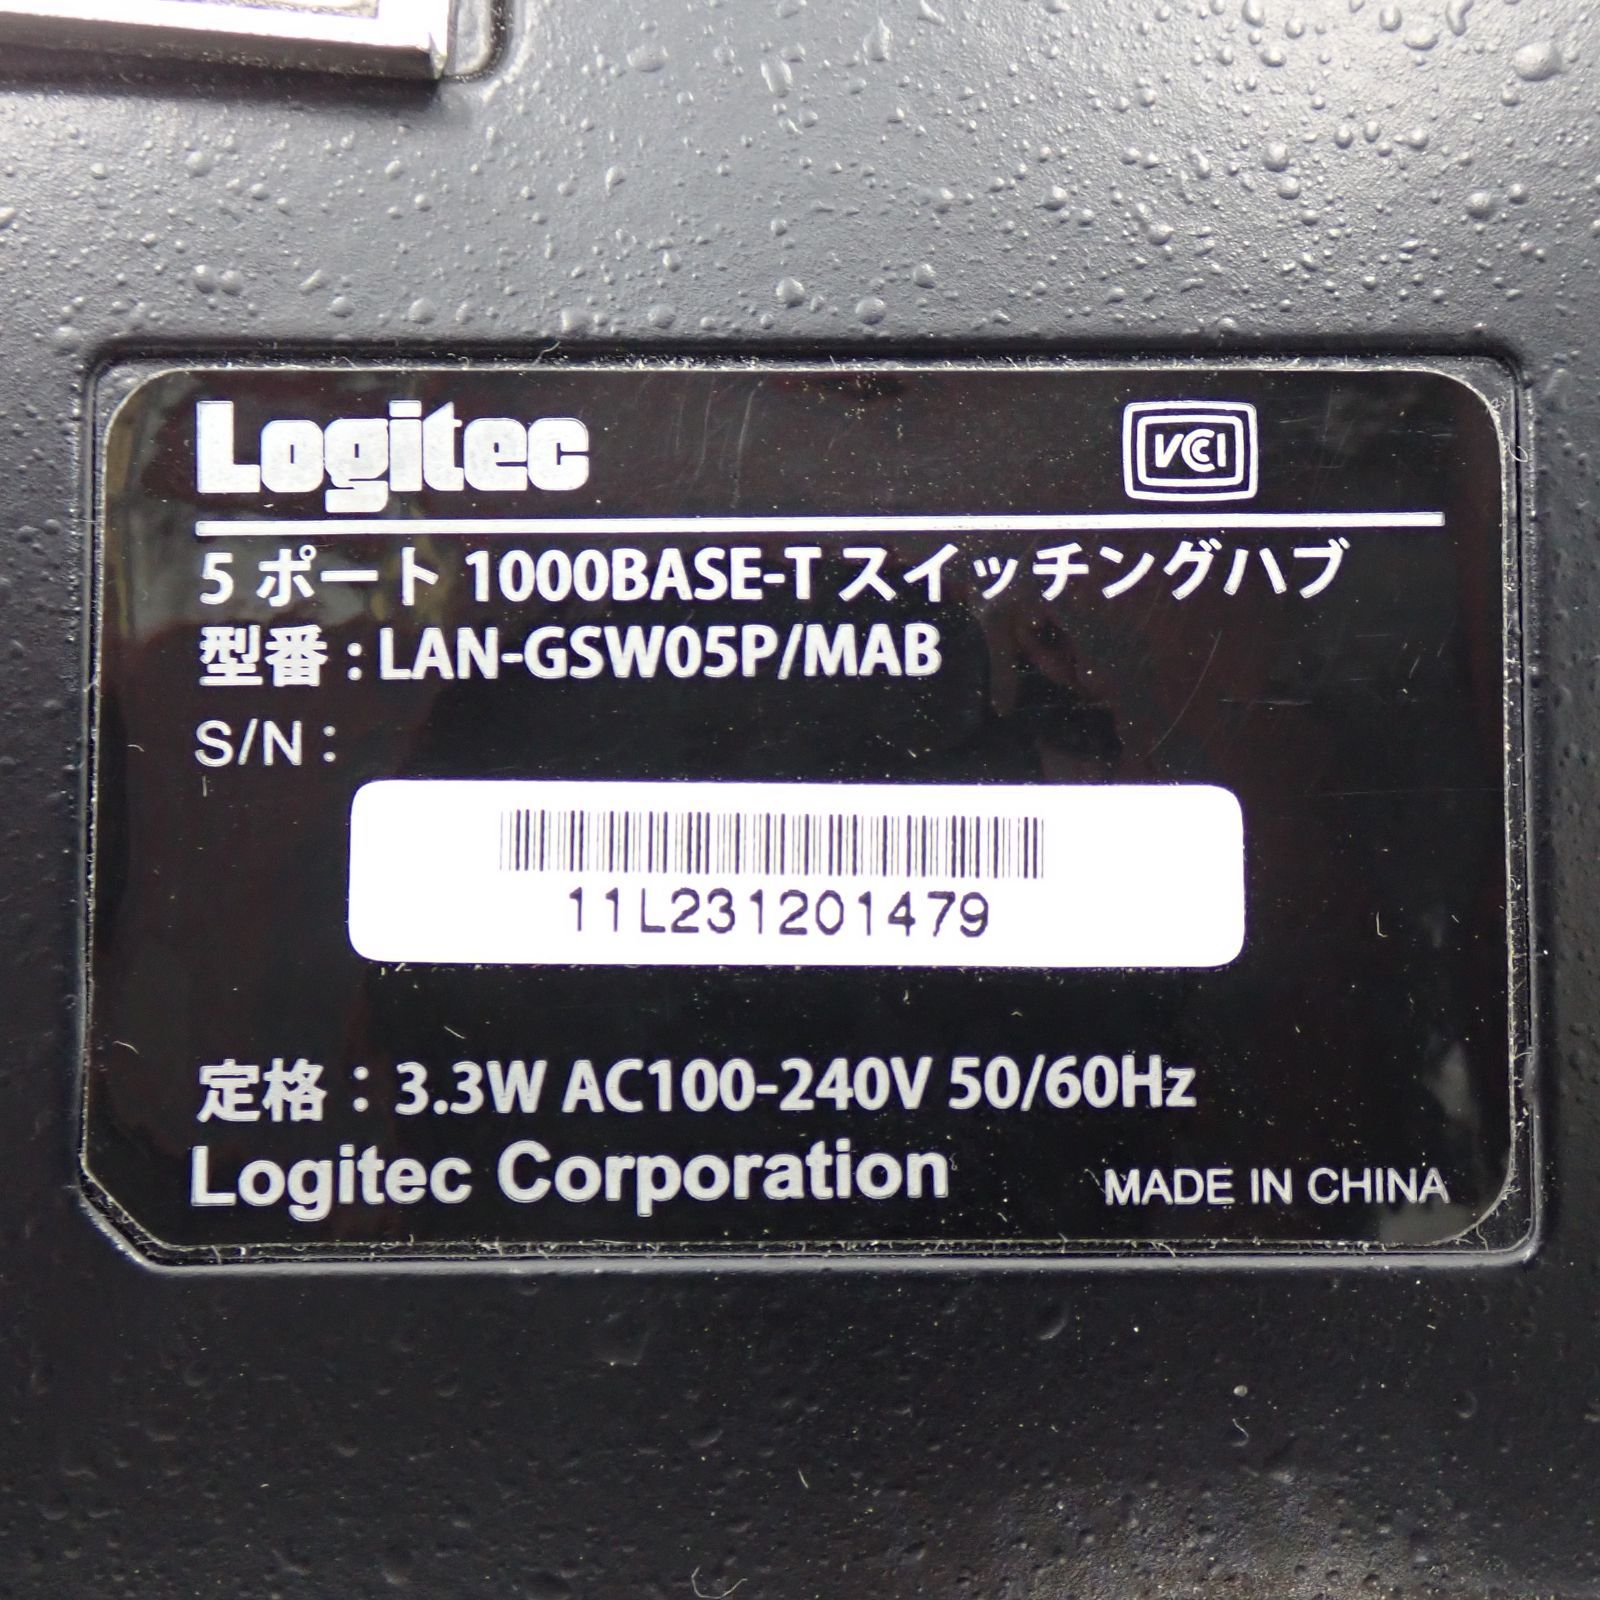 Logitec
VCCI
5 ポート 1000BASE-T スイッチングハブ
型番 : LAN-GSW05P/MAB
S/N :
11L231201479
定格 : 3.3W AC100-240V 50/60Hz
Logitec Corporation
MADE IN CHINA